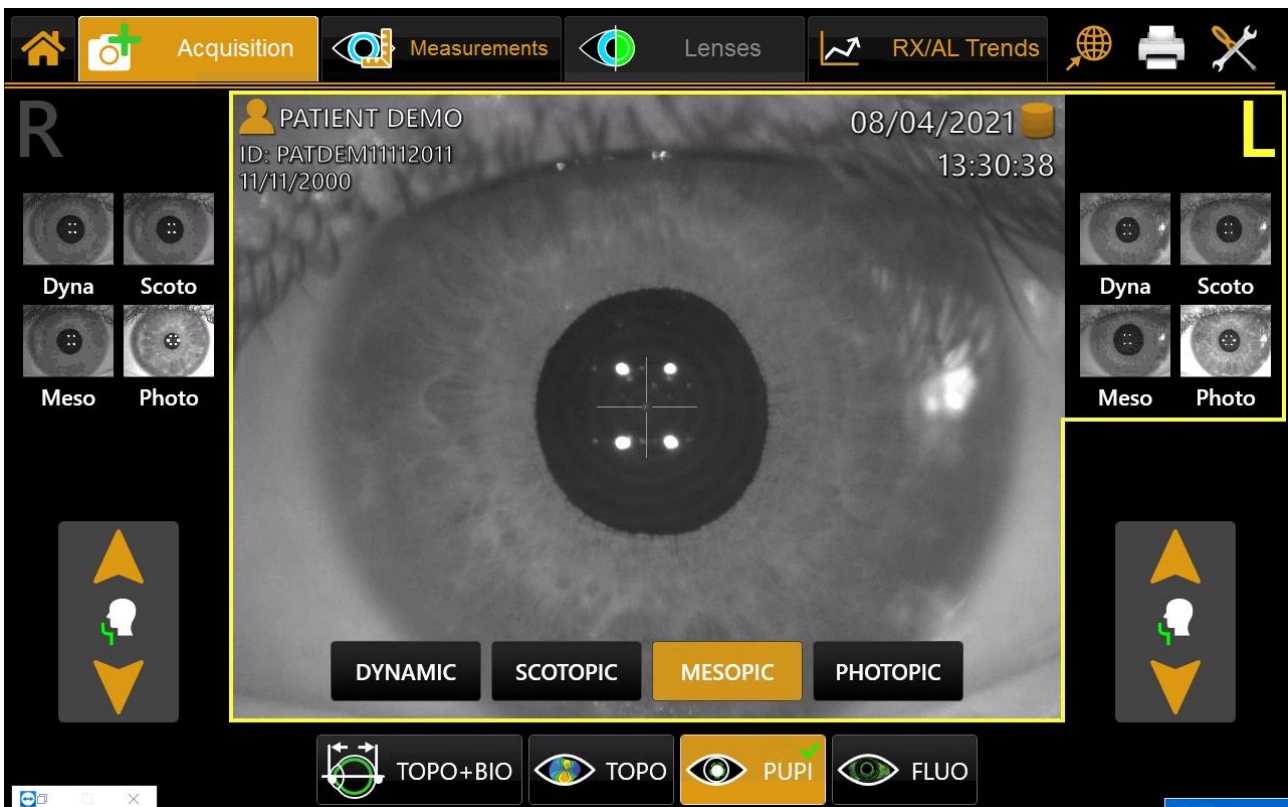 Acquisition
Measurements
Lenses
RX/AL Trends
R
PATIENT DEMO
ID: PATDEM11112011
11/11/2000
08/04/2021
13:30:38
L
Dyna
Scoto
Meso
Photo
Dyna
Scoto
Meso
Photo
DYNAMIC
SCOTOPIC
MESOPIC
PHOTOPIC
TOPO+BIO
TOPO
PUPI
FLUO